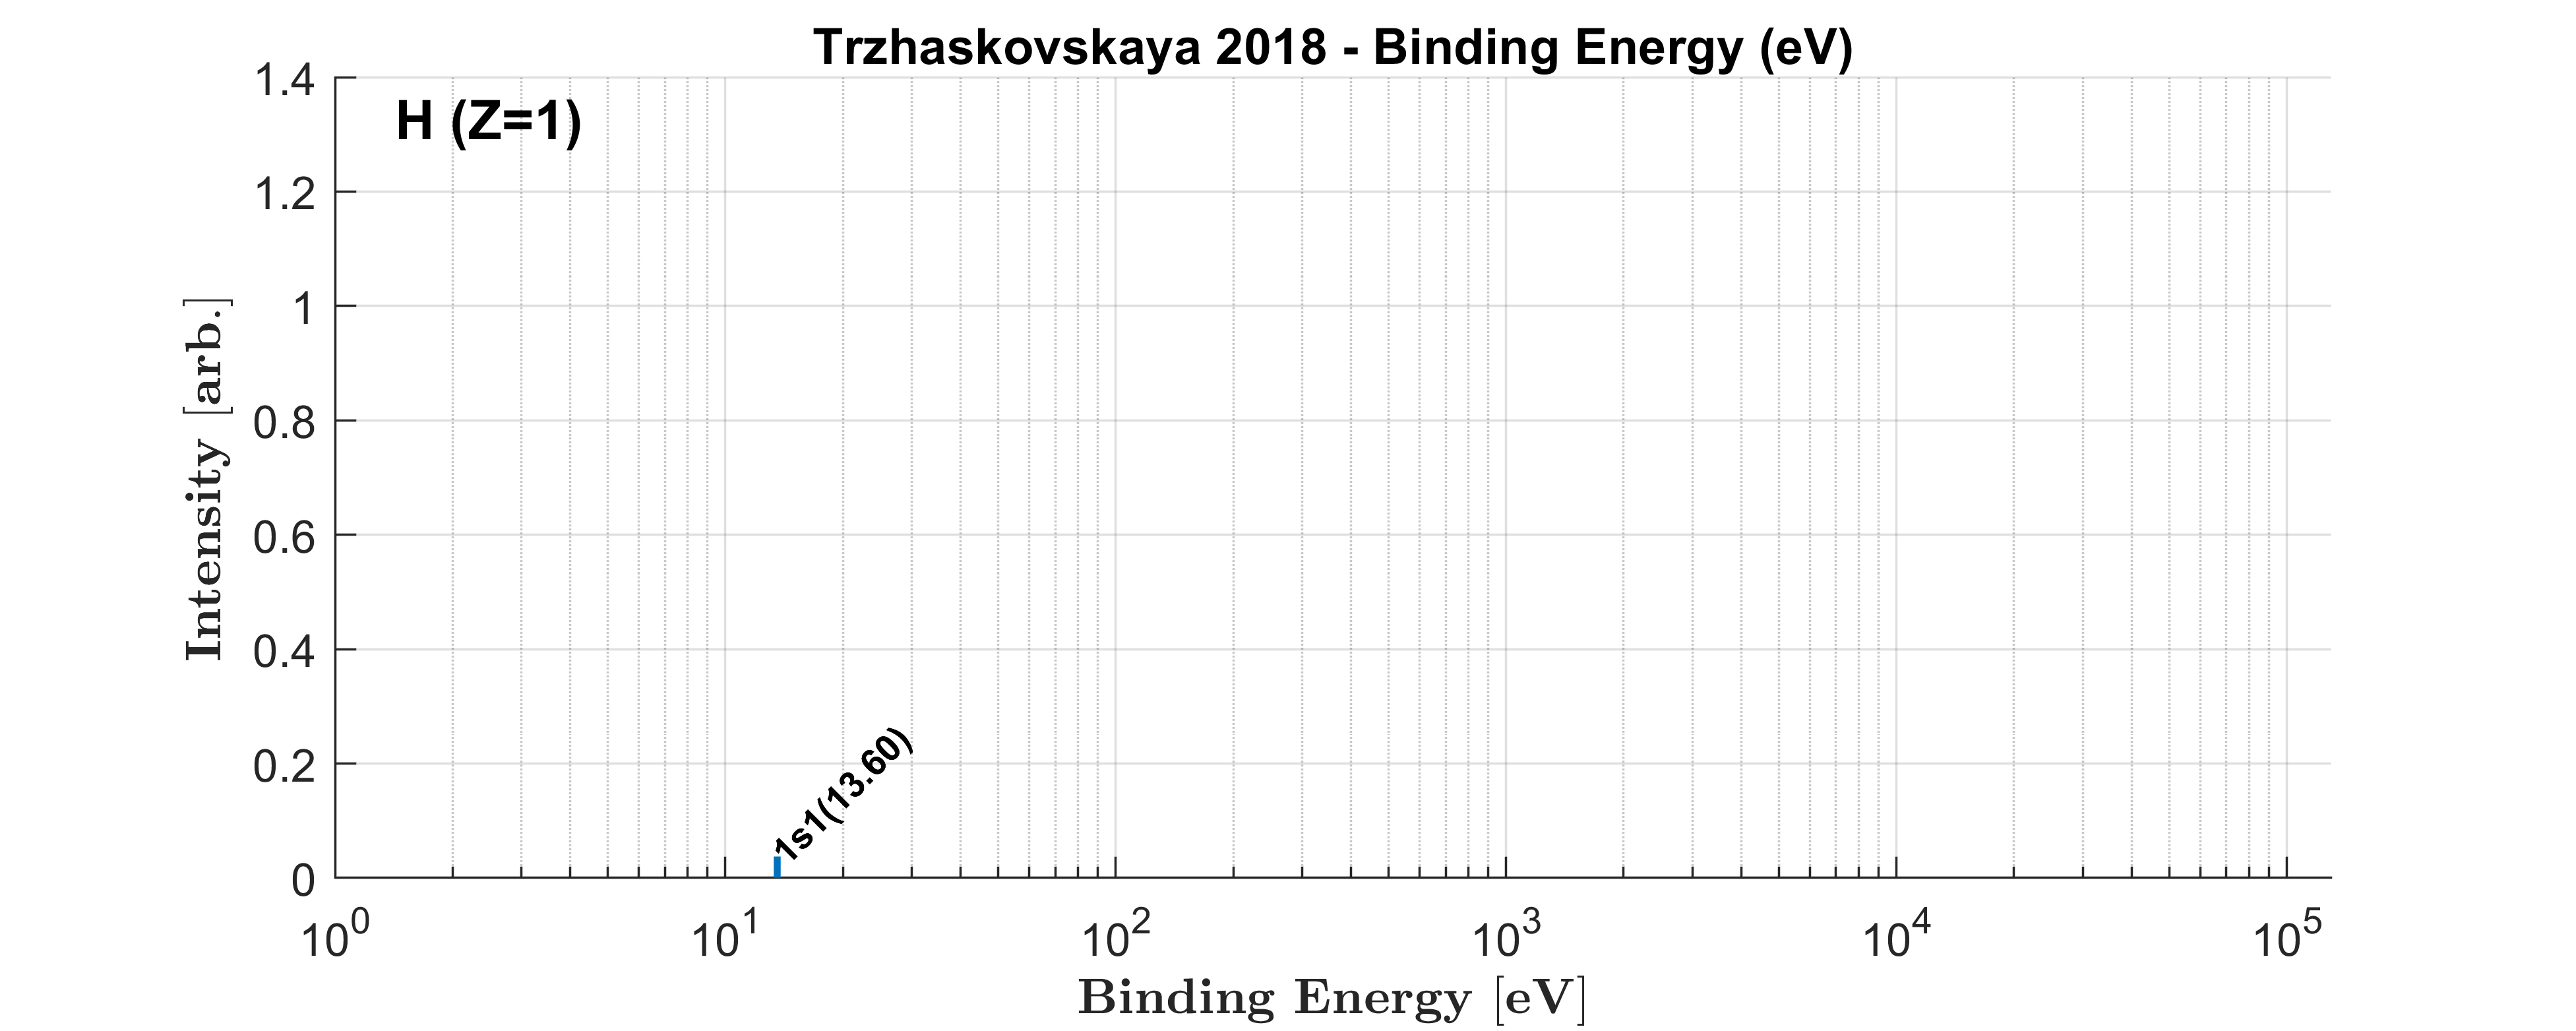 Trzhaskovskaya 2018 - Binding Energy (eV)
H (Z=1)
1.4
1.2
1
0.8
0.6
0.4
0.2
0
Intensity [arb.]
1s1(13.60)
10^0 10^1 10^2 10^3 10^4 10^5
Binding Energy [eV]